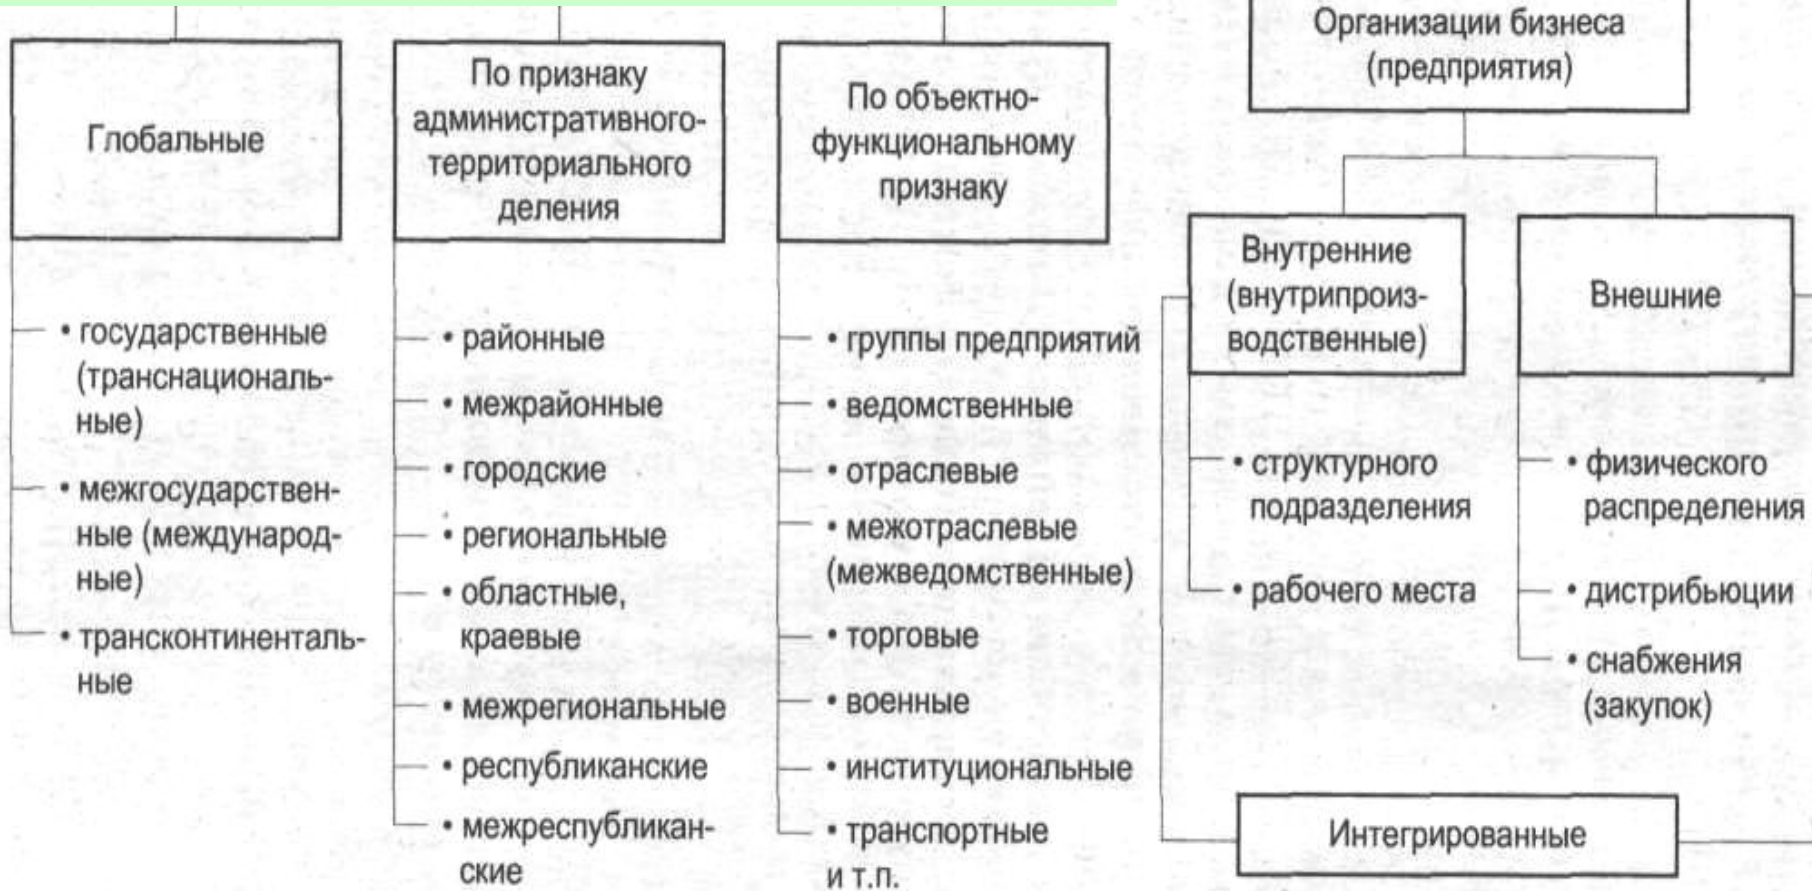 Глобальные
• государственные
(транснациональ-
ные)
• межгосударствен-
ные (международ-
ные)
• трансконтиненталь-
ные
По признаку
административного-
территориального
деления
• районные
• межрайонные
• городские
• региональные
• областные,
краевые
• межрегиональные
• республиканские
• межреспубликан-
ские
По объектно-
функциональному
признаку
• группы предприятий
• ведомственные
• отраслевые
• межотраслевые
(межведомственные)
• торговые
• военные
• институциональные
• транспортные
и т.п.
Организации бизнеса
(предприятия)
Внутренние
(внутрипроиз-
водственные)
• структурного
подразделения
• рабочего места
Внешние
• физического
распределения
• дистрибьюции
• снабжения
(закупок)
Интегрированные